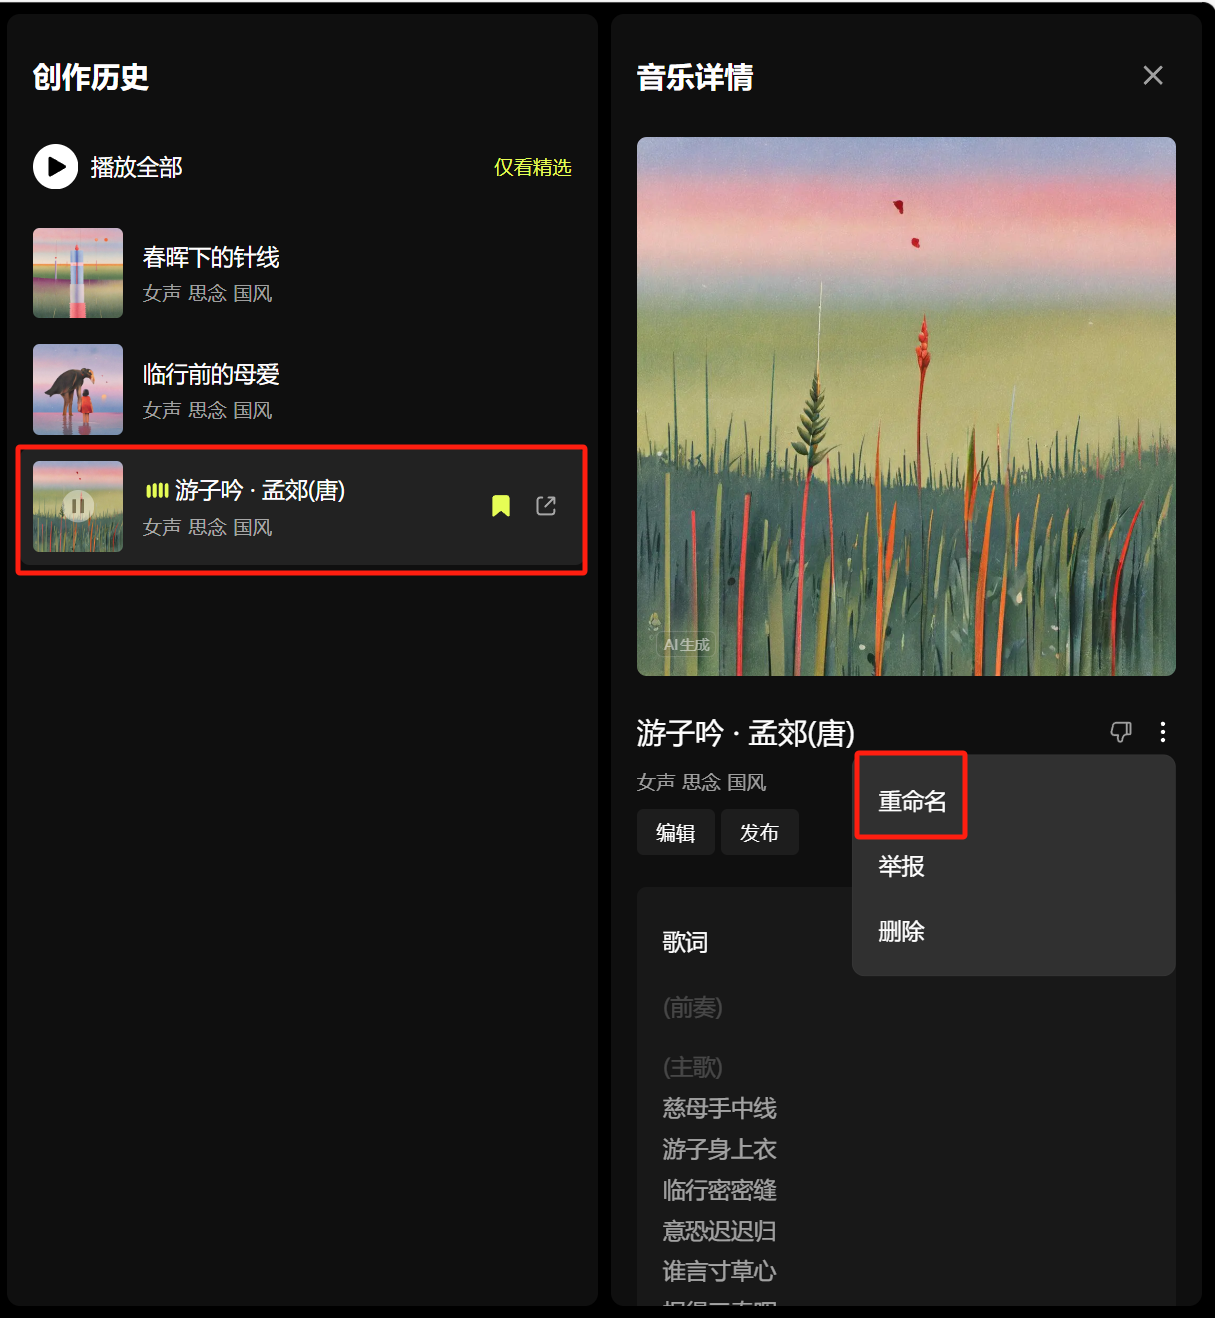 创作历史
播放全部
仅看精选
春晖下的针线
女声 思念 国风
临行前的母爱
女声 思念 国风
游子吟 · 孟郊(唐)
女声 思念 国风
音乐详情
AI生成
游子吟 · 孟郊(唐)
女声 思念 国风
编辑
发布
重命名
举报
删除
歌词
(前奏)
(主歌)
慈母手中线
游子身上衣
临行密密缝
意恐迟迟归
谁言寸草心